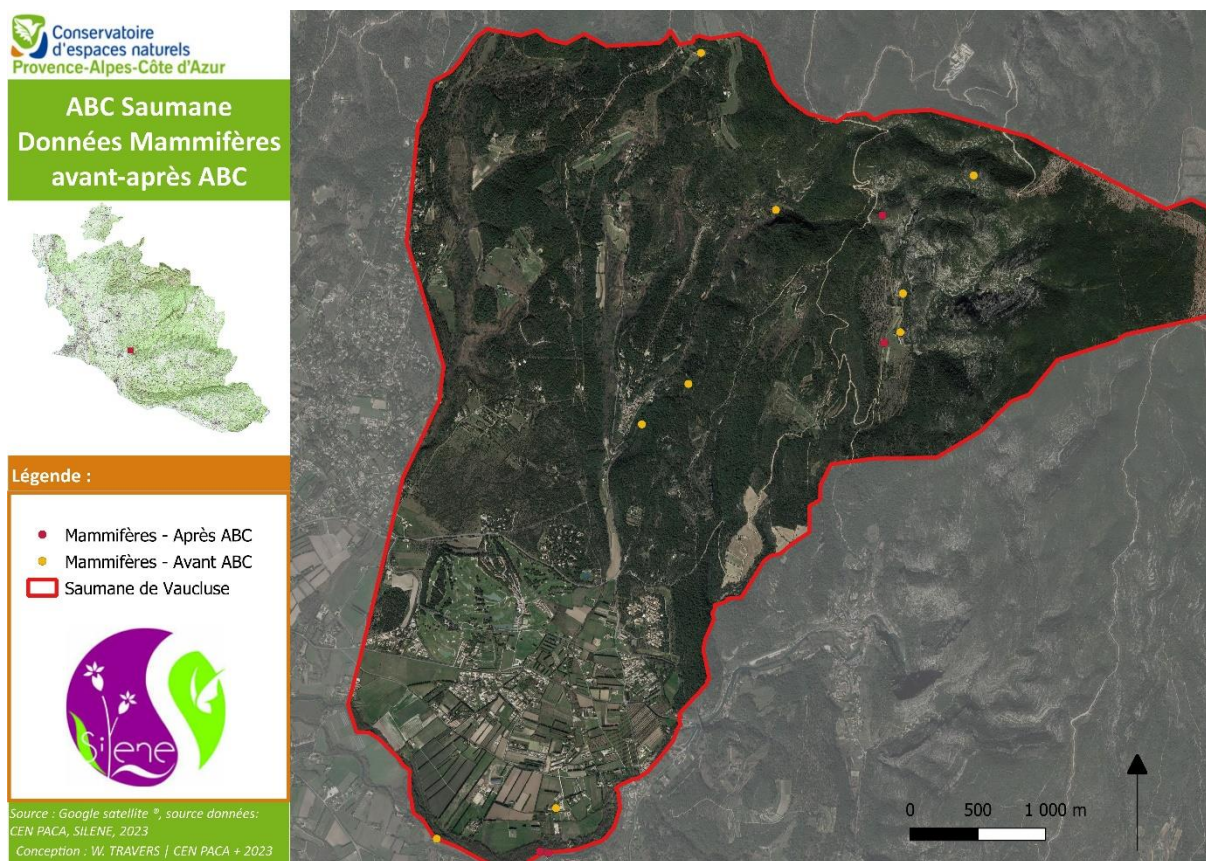 Conservatoire
d'espaces naturels
Provence-Alpes-Côte d'Azur
ABC Saumane
Données Mammifères
avant-après ABC
Légende :
Mammifères - Après ABC
Mammifères - Avant ABC
Saumane de Vaucluse
Silene
Source : Google satellite ®, source données:
CEN PACA, SILENE, 2023
Conception : W. TRAVERS | CEN PACA + 2023
0 500 1 000 m